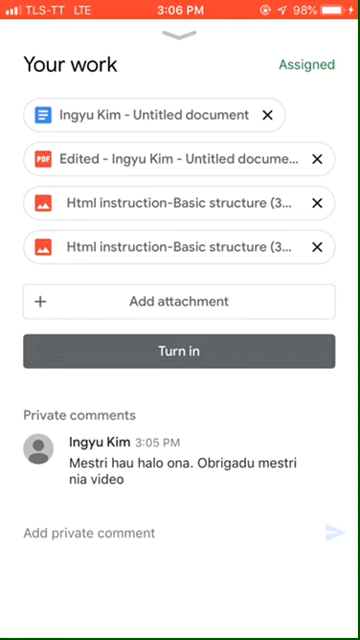 TLS-TT LTE 3:06 PM 98%
Your work
Assigned
Ingyu Kim - Untitled document
PDF Edited - Ingyu Kim - Untitled docume...
Html instruction-Basic structure (3...
Html instruction-Basic structure (3...
Add attachment
Turn in
Private comments
Ingyu Kim 3:05 PM
Mestri hau halo ona. Obrigadu mestri
nia video
Add private comment